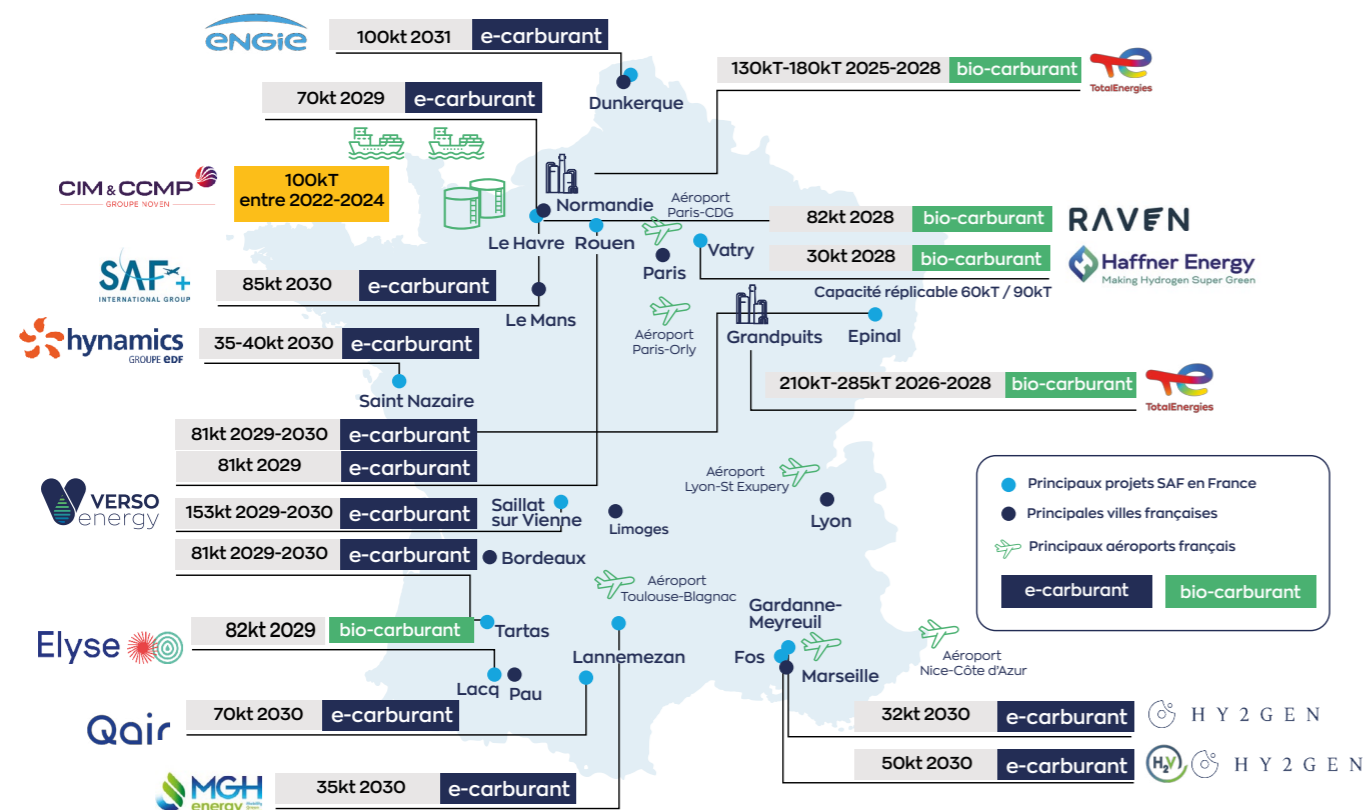 ENGIE
100kt 2031
e-carburant
130kT-180kT 2025-2028
bio-carburant
TotalEnergies
70kt 2029
e-carburant
Dunkerque
CIM & CCMP
GROUPE NOVEN
100kT
entre 2022-2024
Normandie
Aéroport
Paris-CDG
82kt 2028
bio-carburant
RAVEN
Le Havre
Rouen
Vatry
Paris
30kt 2028
bio-carburant
Haffner Energy
Making Hydrogen Super Green
Capacité réplicable 60kT / 90kT
SAF+
INTERNATIONAL GROUP
85kt 2030
e-carburant
Le Mans
Aéroport
Paris-Orly
Grandpuits
Epinal
hynamics
GROUPE EDF
35-40kt 2030
e-carburant
Saint Nazaire
210kT-285kT 2026-2028
bio-carburant
TotalEnergies
81kt 2029-2030
e-carburant
81kt 2029
e-carburant
VERSO
energy
153kt 2029-2030
e-carburant
Saillat
sur Vienne
Limoges
Aéroport
Lyon-St Exupery
Lyon
81kt 2029-2030
e-carburant
Bordeaux
Aéroport
Toulouse-Blagnac
Principaux projets SAF en France
Principales villes françaises
Principaux aéroports français
e-carburant
bio-carburant
Elyse
82kt 2029
bio-carburant
Tartas
Lannemezan
Lacq
Pau
Gardanne-
Meyreuil
Fos
Marseille
Aéroport
Nice-Côte d'Azur
Qair
70kt 2030
e-carburant
32kt 2030
e-carburant
HY2GEN
50kt 2030
e-carburant
H2V
HY2GEN
MGH
energy
35kt 2030
e-carburant